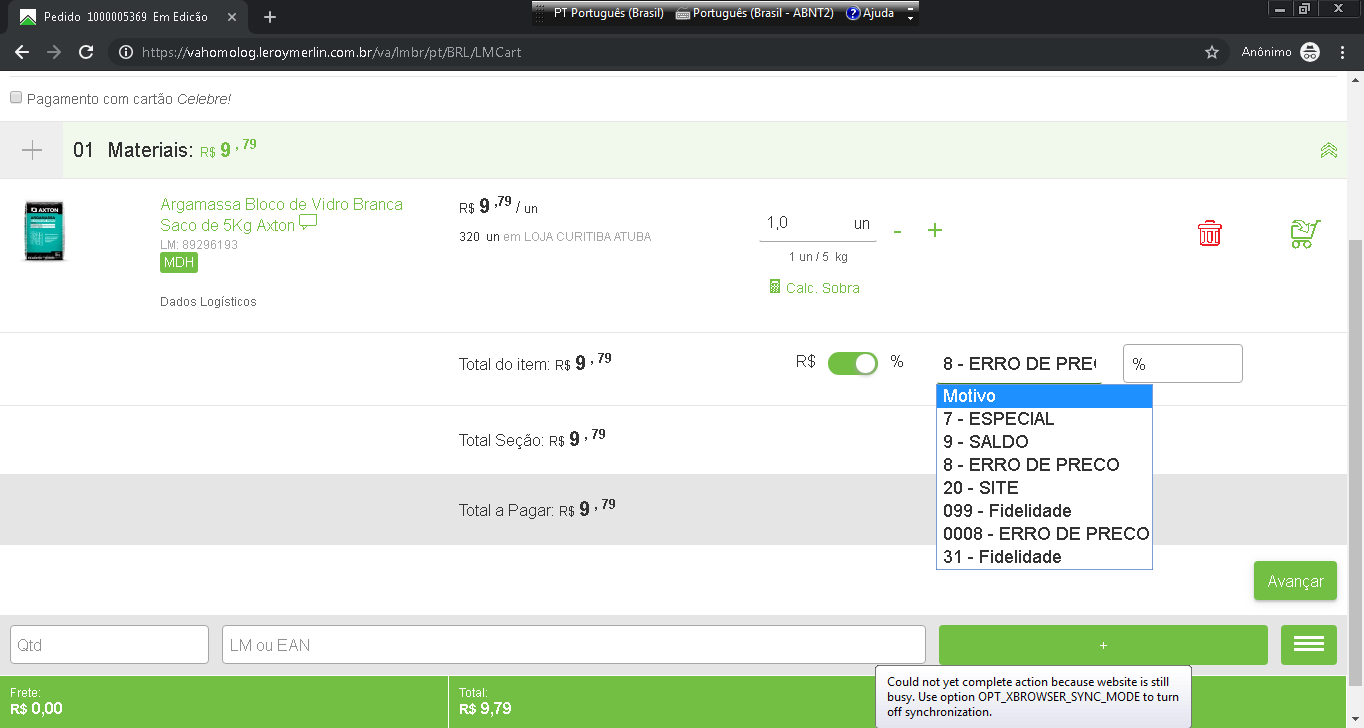 Pedido 1000005369 Em Edicão
PT Português (Brasil) Português (Brasil - ABNT2) Ajuda
https://vahomolog.leroymerlin.com.br/va/lmbr/pt/BRL/LMCart
Anônimo
Pagamento com cartão Celebre!
01 Materiais: R$ 9 ,79
AXTON
Argamassa Bloco de Vidro Branca
Saco de 5Kg Axton
LM: 89296193
MDH
Dados Logísticos
R$ 9 ,79 / un
320 un em LOJA CURITIBA ATUBA
1,0 un - +
1 un / 5 kg
Calc. Sobra
Total do item: R$ 9 , 79
R$ %
8 - ERRO DE PRE
%
Motivo
7 - ESPECIAL
9 - SALDO
8 - ERRO DE PRECO
20 - SITE
099 - Fidelidade
0008 - ERRO DE PRECO
31 - Fidelidade
Total Seção: R$ 9 , 79
Total a Pagar: R$ 9 , 79
Avançar
Qtd
LM ou EAN
+
Could not yet complete action because website is still
busy. Use option OPT_XBROWSER_SYNC_MODE to turn
off synchronization.
Frete:
R$ 0,00
Total:
R$ 9,79